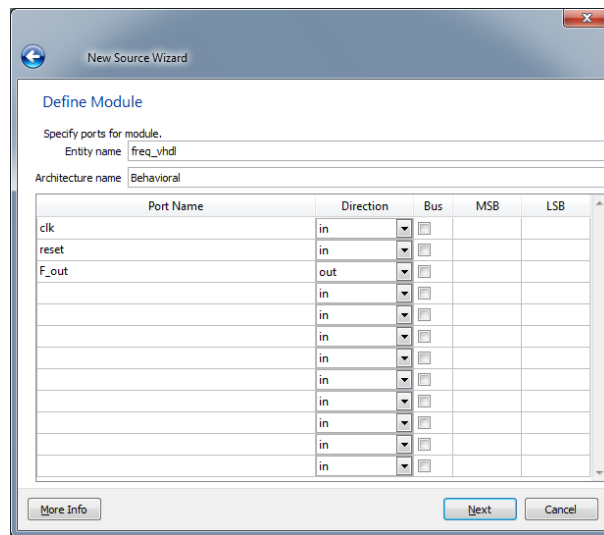 x
New Source Wizard
Define Module
Specify ports for module.
Entity name freq_vhdl
Architecture name Behavioral
Port Name Direction Bus MSB LSB
clk in
reset in
F_out out
in
in
in
in
in
in
in
in
in
More Info Next Cancel